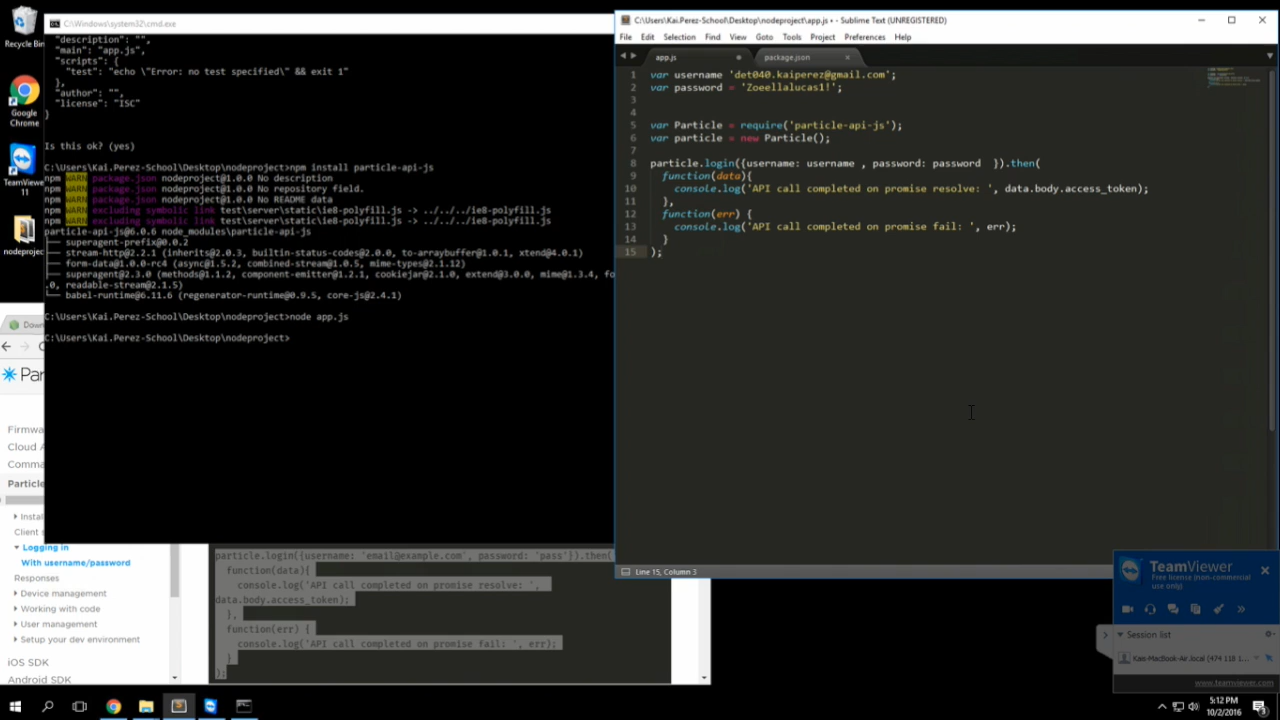 Recycle Bin
Google
Chrome
TeamViewer
11
nodeproject
C:\Windows\system32\cmd.exe
"description": "",
"main": "app.js",
"scripts": {
"test": "echo \"Error: no test specified\" && exit 1"
},
"author": "",
"license": "ISC"
}
Is this ok? (yes)
C:\Users\Kai.Perez-School\Desktop\nodeproject>npm install particle-api-js
npm WARN package.json nodeproject@1.0.0 No description
npm WARN package.json nodeproject@1.0.0 No repository field.
npm WARN package.json nodeproject@1.0.0 No README data
npm WARN excluding symbolic link test\server\static\ie8-polyfill.js -> ../../../ie8-polyfill.js
npm WARN excluding symbolic link test\server\static\ie8-polyfill.js -> ../../../ie8-polyfill.js
particle-api-js@6.0.6 node_modules\particle-api-js
├── superagent-prefix@0.0.2
├── stream-http@2.2.1 (inherits@2.0.3, builtin-status-codes@2.0.0, to-arraybuffer@1.0.1, xtend@4.0.1)
├── form-data@1.0.0-rc4 (async@1.5.2, combined-stream@1.0.5, mime-types@2.1.12)
├── superagent@2.3.0 (methods@1.1.2, component-emitter@1.2.1, cookiejar@2.1.0, extend@3.0.0, mime@1.3.4, fo
.0, readable-stream@2.1.5)
└── babel-runtime@6.11.6 (regenerator-runtime@0.9.5, core-js@2.4.1)
C:\Users\Kai.Perez-School\Desktop\nodeproject>node app.js
C:\Users\Kai.Perez-School\Desktop\nodeproject>
C:\Users\Kai.Perez-School\Desktop\nodeproject\app.js • - Sublime Text (UNREGISTERED)
File Edit Selection Find View Goto Tools Project Preferences Help
app.js package.json
1 var username 'det040.kaiperez@gmail.com';
2 var password = 'Zoeellalucas1!';
3
4
5 var Particle = require('particle-api-js');
6 var particle = new Particle();
7
8 particle.login({username: username , password: password }).then(
9 function(data){
10 console.log('API call completed on promise resolve: ', data.body.access_token);
11 },
12 function(err) {
13 console.log('API call completed on promise fail: ', err);
14 }
15 );
Line 15, Column 3
Dow
Par
Firmw
Cloud A
Comma
Particle
Instal
Client
Logging in
With username/password
Responses
Device management
Working with code
User management
Setup your dev environment
iOS SDK
Android SDK
particle.login({username: 'email@example.com', password: 'pass'}).then(
function(data){
console.log('API call completed on promise resolve: ',
data.body.access_token);
},
function(err) {
console.log('API call completed on promise fail: ', err);
}
);
TeamViewer
Free license (non-commercial
use only)
Session list
Kais-MacBook-Air.local (474 118 1...
www.teamviewer.com
5:12 PM
10/2/2016
3